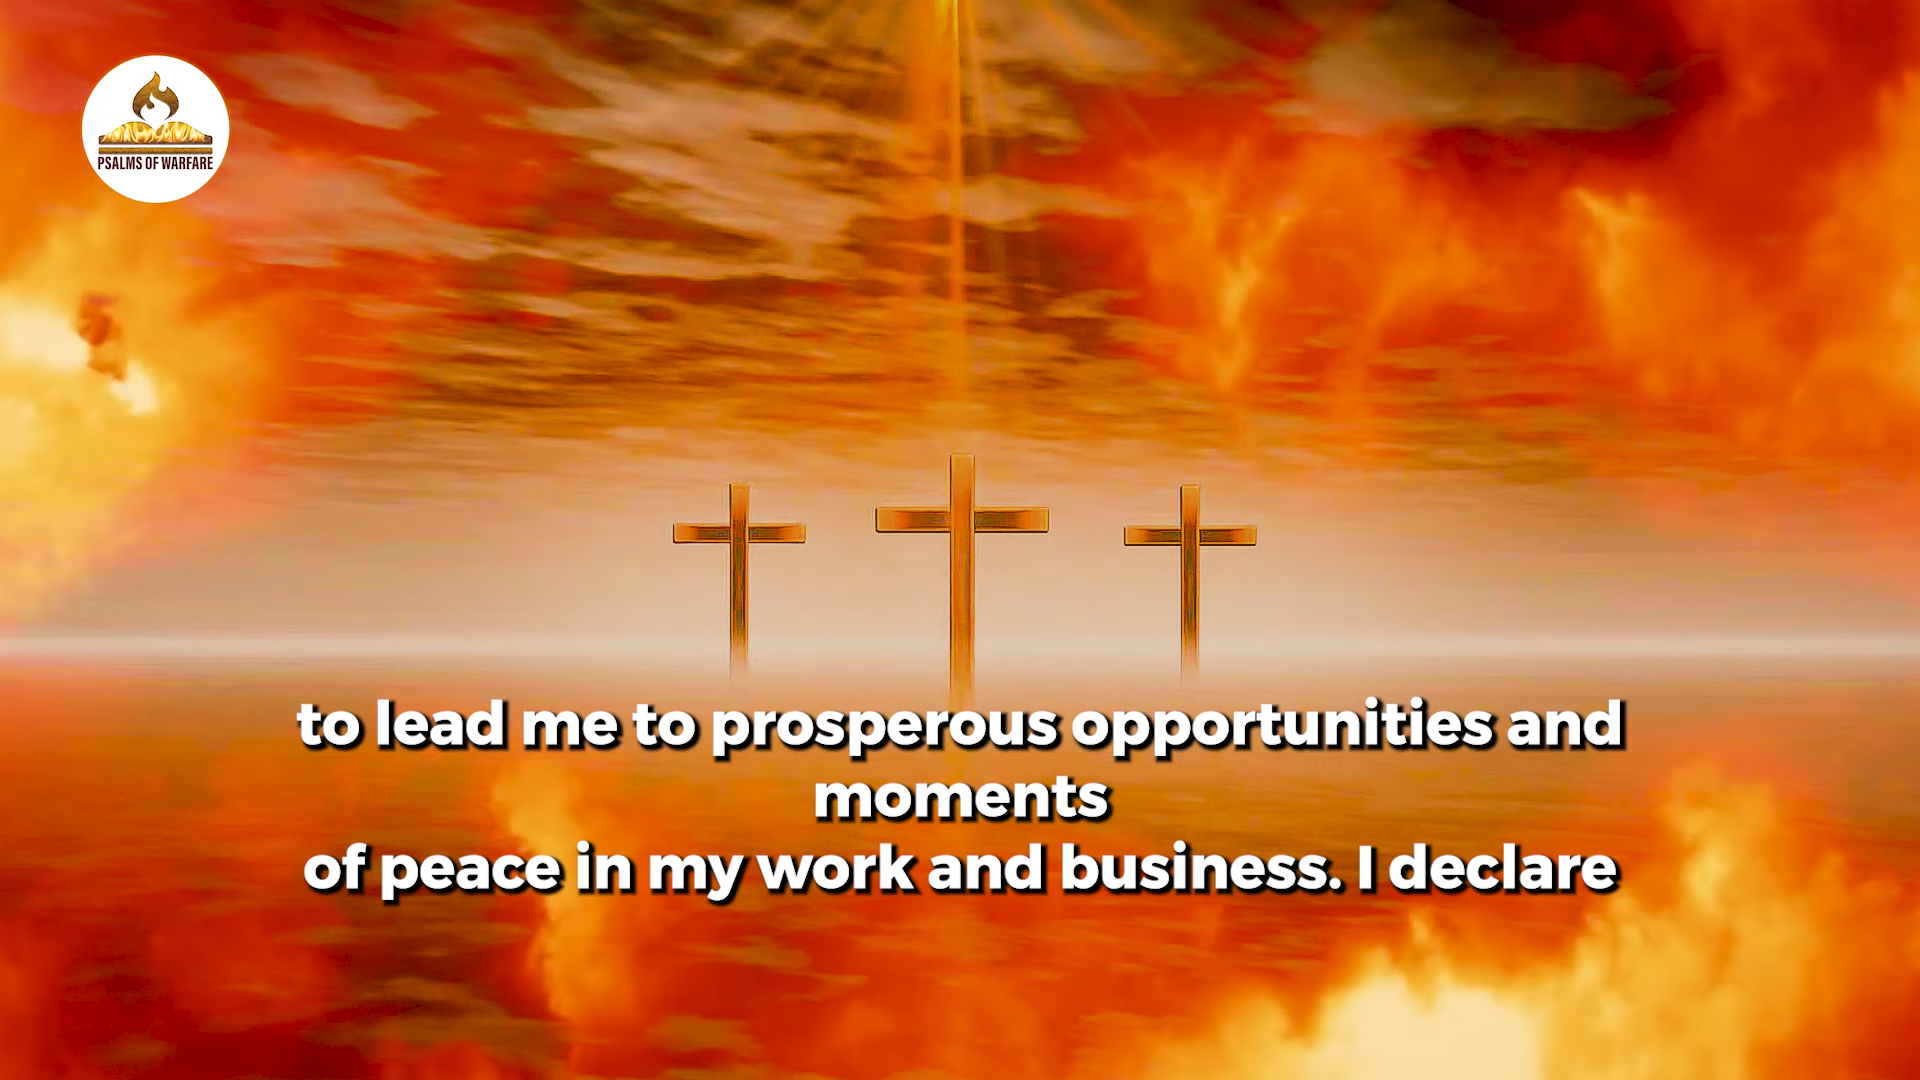 PSALMS OF WARFARE
to lead me to prosperous opportunities and
moments
of peace in my work and business. I declare